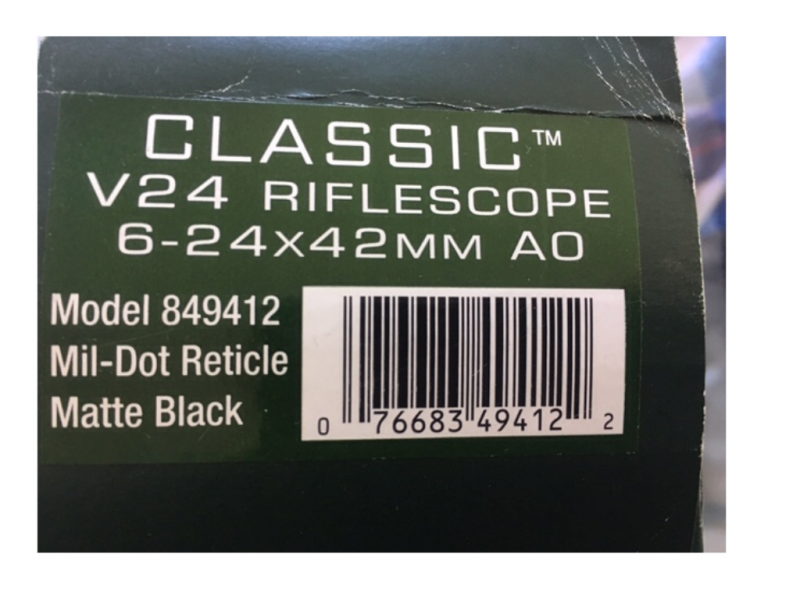 CLASSIC™
V24 RIFLESCOPE
6-24X42MM AO
Model 849412
Mil-Dot Reticle
Matte Black
0 76683 49412 2